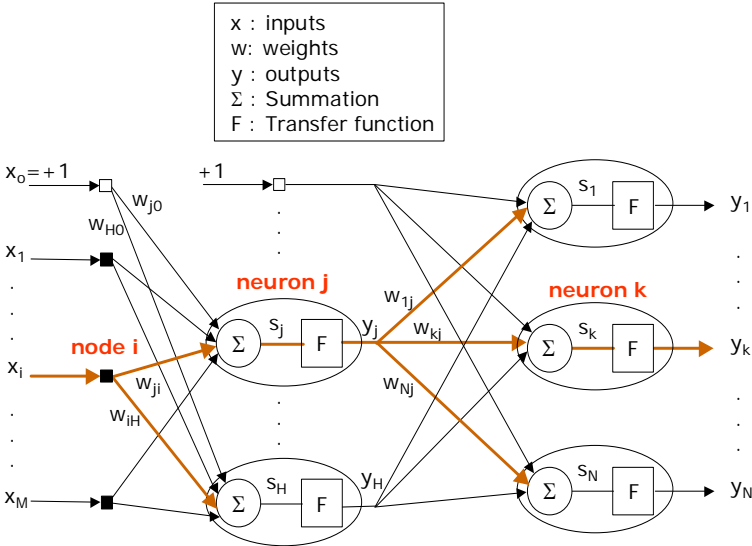 x : inputs
w: weights
y : outputs
Σ : Summation
F : Transfer function
xo=+1
+1
wj0
wH0
s1
Σ
F
y1
x1
neuron j
w1j
neuron k
node i
sj
Σ
F
yj
wkj
sk
Σ
F
yk
xi
wji
wiH
wNj
xM
sH
Σ
F
yH
sN
Σ
F
yN